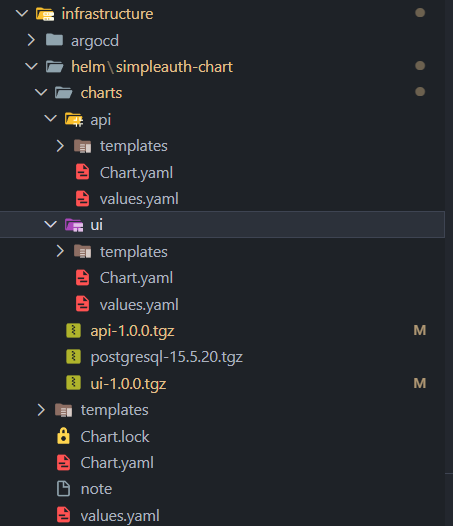 infrastructure
argocd
helm\simpleauth-chart
charts
api
templates
Chart.yaml
values.yaml
ui
templates
Chart.yaml
values.yaml
api-1.0.0.tgz M
postgresql-15.5.20.tgz
ui-1.0.0.tgz M
templates
Chart.lock
Chart.yaml
note
values.yaml